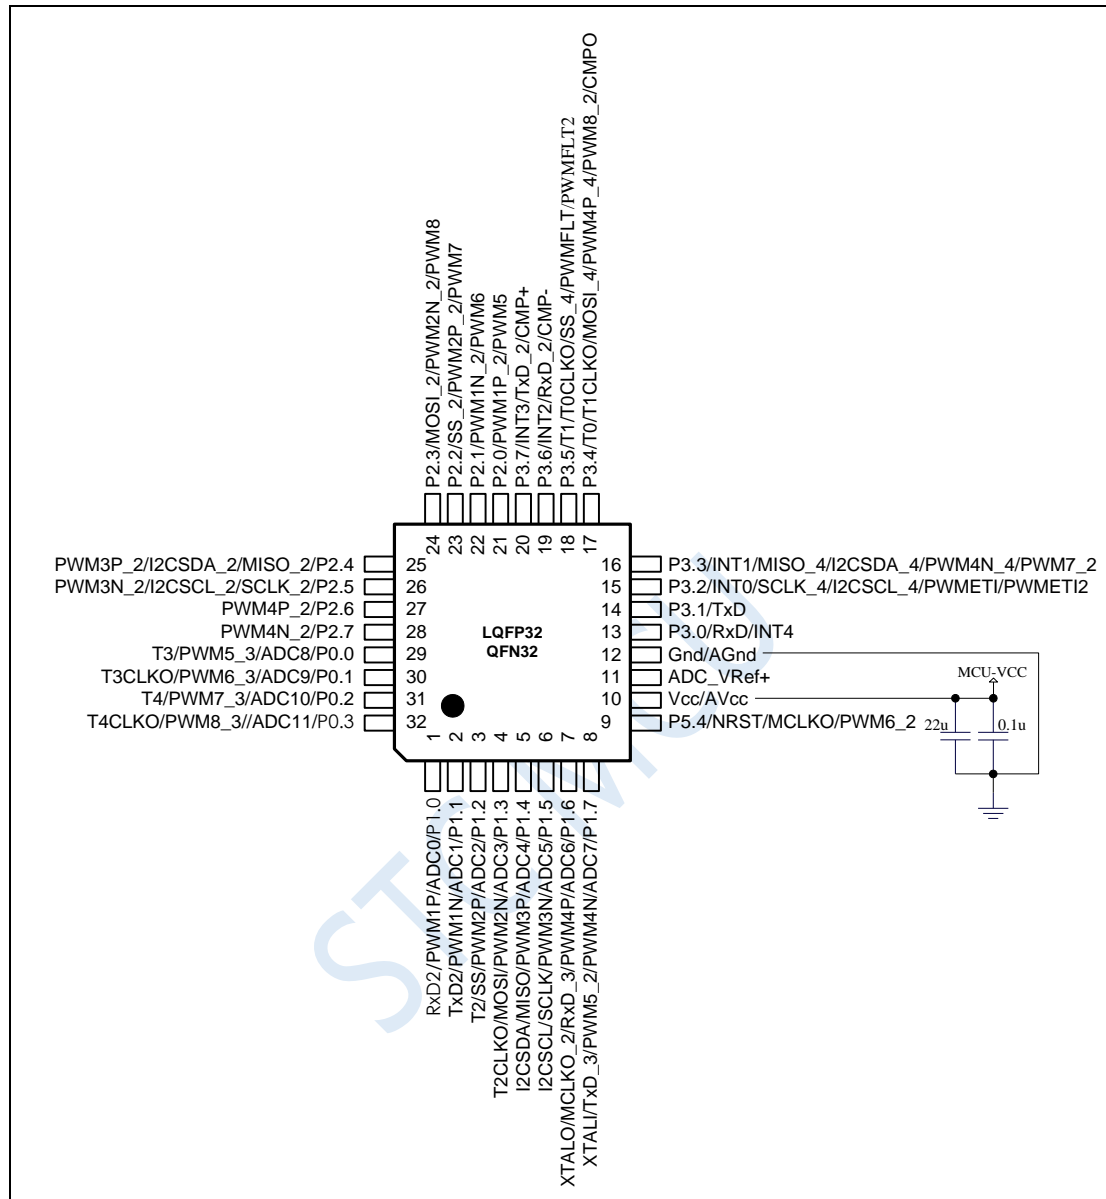 P2.3/MOSI_2/PWM2N_2/PWM8
P2.2/SS_2/PWM2P_2/PWM7
P2.1/PWM1N_2/PWM6
P2.0/PWM1P_2/PWM5
P3.7/INT3/TxD_2/CMP+
P3.6/INT2/RxD_2/CMP-
P3.5/T1/T0CLKO/SS_4/PWMFLT/PWMFLT2
P3.4/T0/T1CLKO/MOSI_4/PWM4P_4/PWM8_2/CMPO
24 23 22 21 20 19 18 17
PWM3P_2/I2CSDA_2/MISO_2/P2.4 25
PWM3N_2/I2CSCL_2/SCLK_2/P2.5 26
PWM4P_2/P2.6 27
PWM4N_2/P2.7 28
T3/PWM5_3/ADC8/P0.0 29
T3CLKO/PWM6_3/ADC9/P0.1 30
T4/PWM7_3/ADC10/P0.2 31
T4CLKO/PWM8_3//ADC11/P0.3 32
LQFP32
QFN32
16 P3.3/INT1/MISO_4/I2CSDA_4/PWM4N_4/PWM7_2
15 P3.2/INT0/SCLK_4/I2CSCL_4/PWMETI/PWMETI2
14 P3.1/TxD
13 P3.0/RxD/INT4
12 Gnd/AGnd
11 ADC_VRef+
10 Vcc/AVcc
9 P5.4/NRST/MCLKO/PWM6_2
MCU-VCC
22u
0.1u
1 2 3 4 5 6 7 8
RxD2/PWM1P/ADC0/P1.0
TxD2/PWM1N/ADC1/P1.1
T2/SS/PWM2P/ADC2/P1.2
T2CLKO/MOSI/PWM2N/ADC3/P1.3
I2CSDA/MISO/PWM3P/ADC4/P1.4
I2CSCL/SCLK/PWM3N/ADC5/P1.5
XTALO/MCLKO_2/RxD_3/PWM4P/ADC6/P1.6
XTALI/TxD_3/PWM5_2/PWM4N/ADC7/P1.7
STC MCU